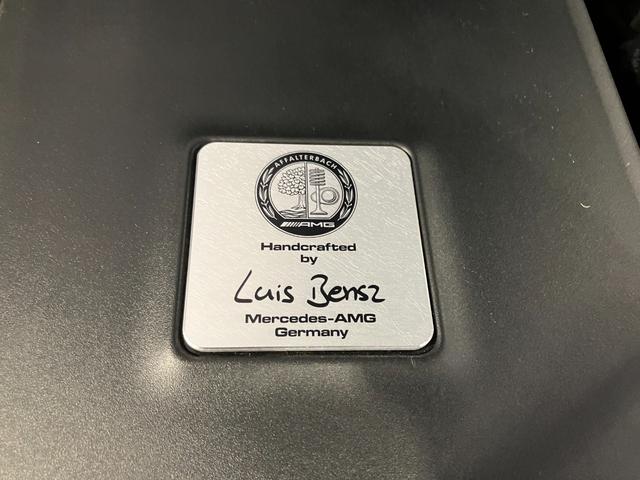 AFFALTERBACH
AMG
Handcrafted
by
Luis Bensz
Mercedes-AMG
Germany